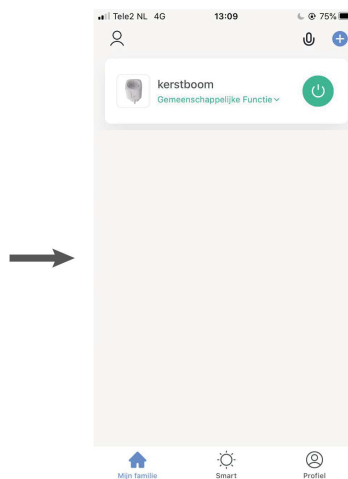 Tele2 NL 4G 13:09 75%
kerstboom
Gemeenschappelijke Functie
Mijn familie Smart Profiel